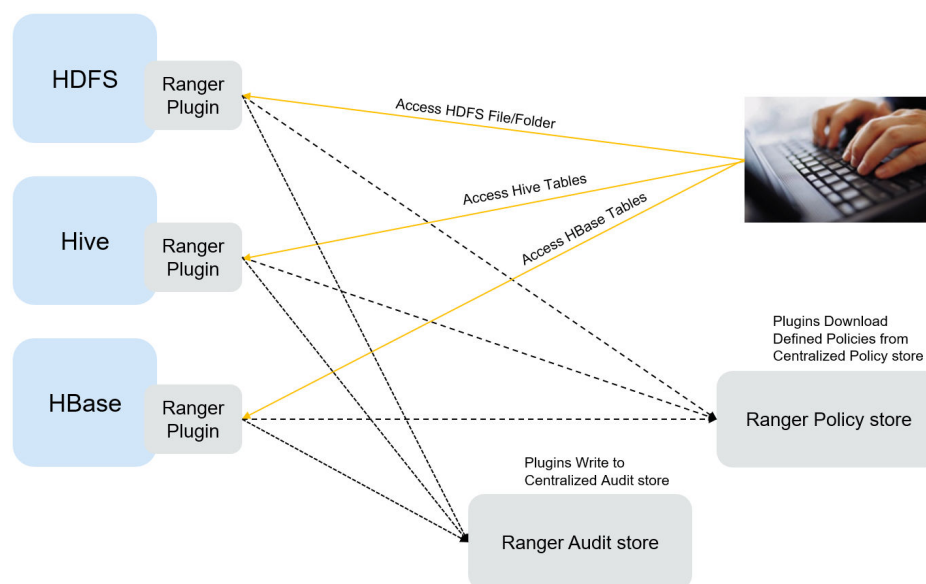 HDFS
Ranger
Plugin
Access HDFS File/Folder
Hive
Ranger
Plugin
Access Hive Tables
Access HBase Tables
HBase
Ranger
Plugin
Plugins Download
Defined Policies from
Centralized Policy store
Ranger Policy store
Plugins Write to
Centralized Audit store
Ranger Audit store